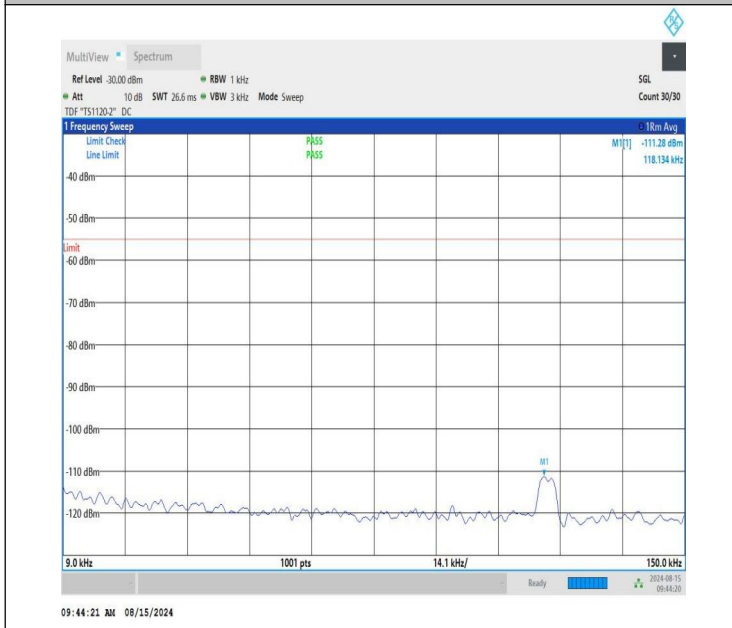 MultiView Spectrum
Ref Level -30.00 dBm RBW 1 kHz SGL
Att 10 dB SWT 26.6 ms VBW 3 kHz Mode Sweep Count 30/30
TDF "TS1120-2" DC
1 Frequency Sweep 1Rm Avg
Limit Check PASS M1[1] -111.28 dBm
Line Limit PASS 118.134 kHz
-40 dBm
-50 dBm
Limit
-60 dBm
-70 dBm
-80 dBm
-90 dBm
-100 dBm
M1
-110 dBm
-120 dBm
9.0 kHz 1001 pts 14.1 kHz/ 150.0 kHz
Ready 2024-08-15
09:44:20
09:44:21 AM 08/15/2024